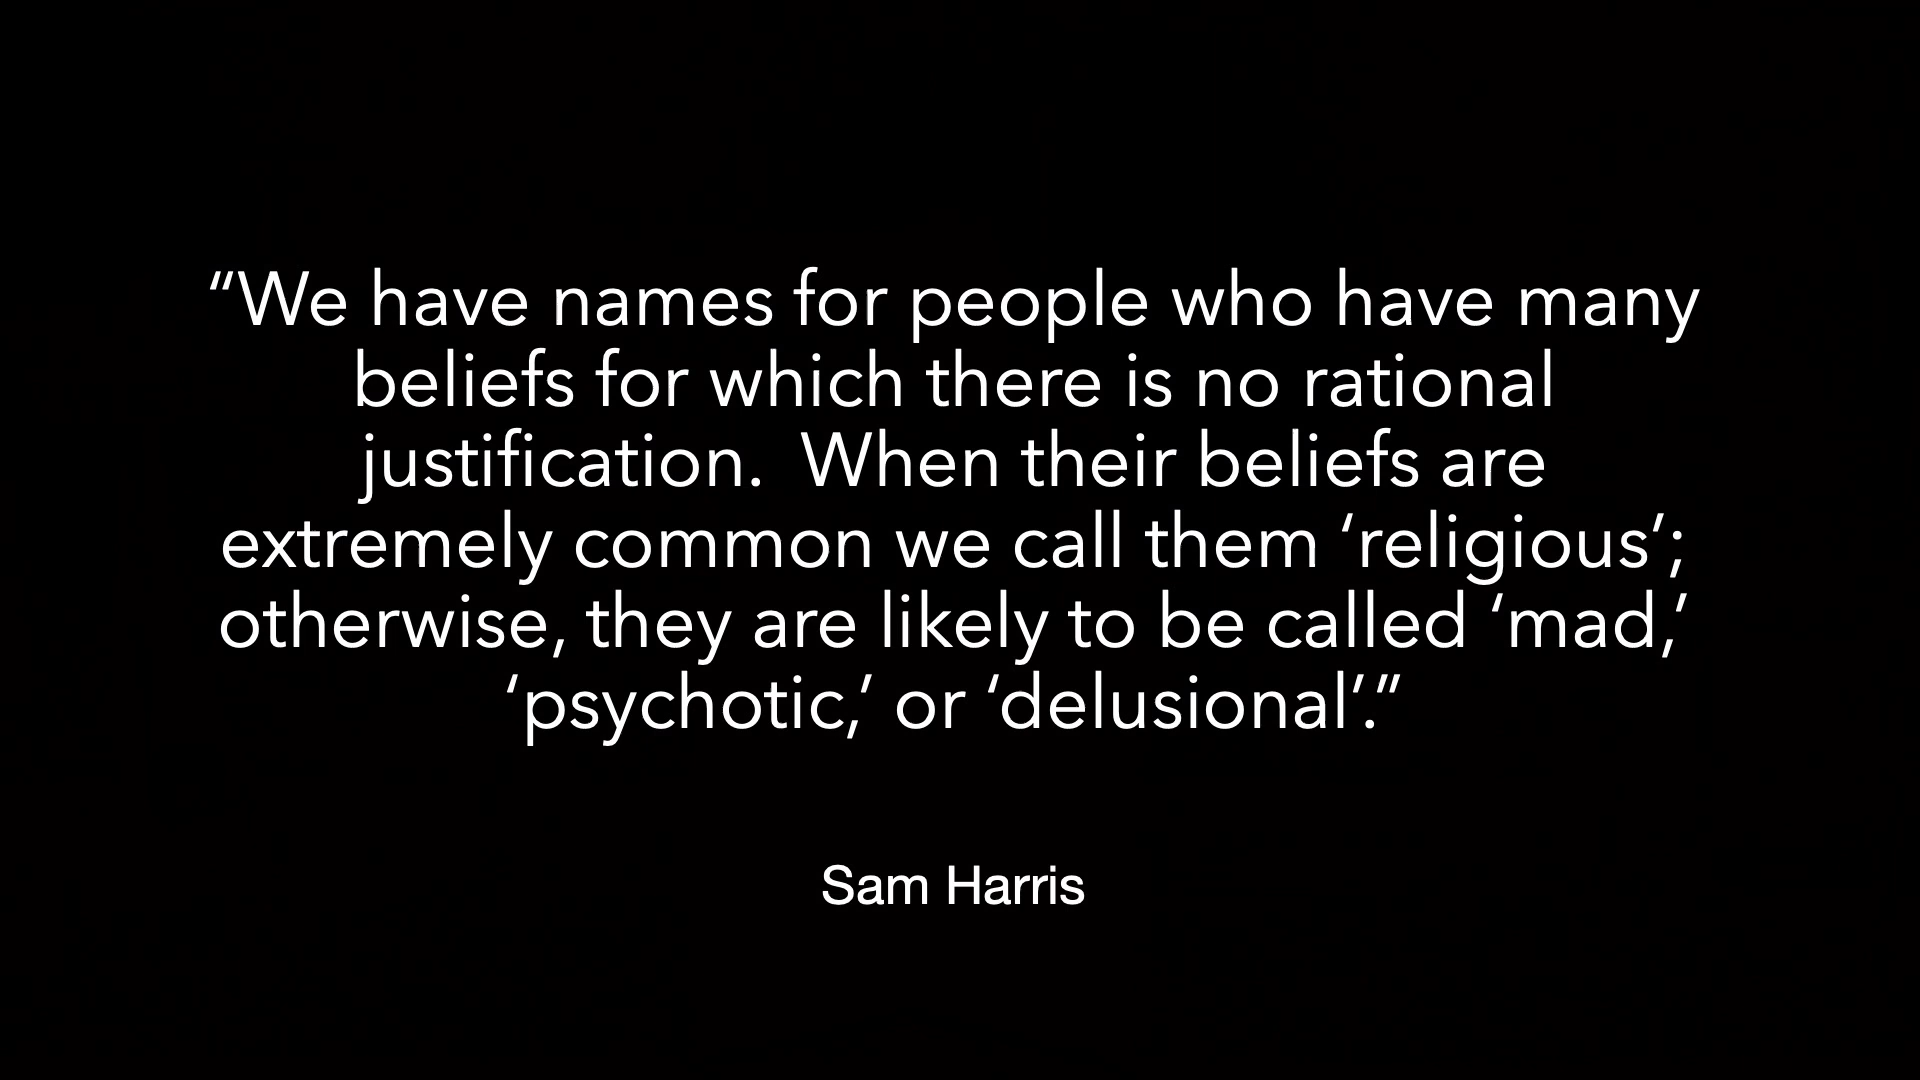 “We have names for people who have many
beliefs for which there is no rational
justification.  When their beliefs are
extremely common we call them ‘religious’;
otherwise, they are likely to be called ‘mad,’
‘psychotic,’ or ‘delusional’.”
Sam Harris